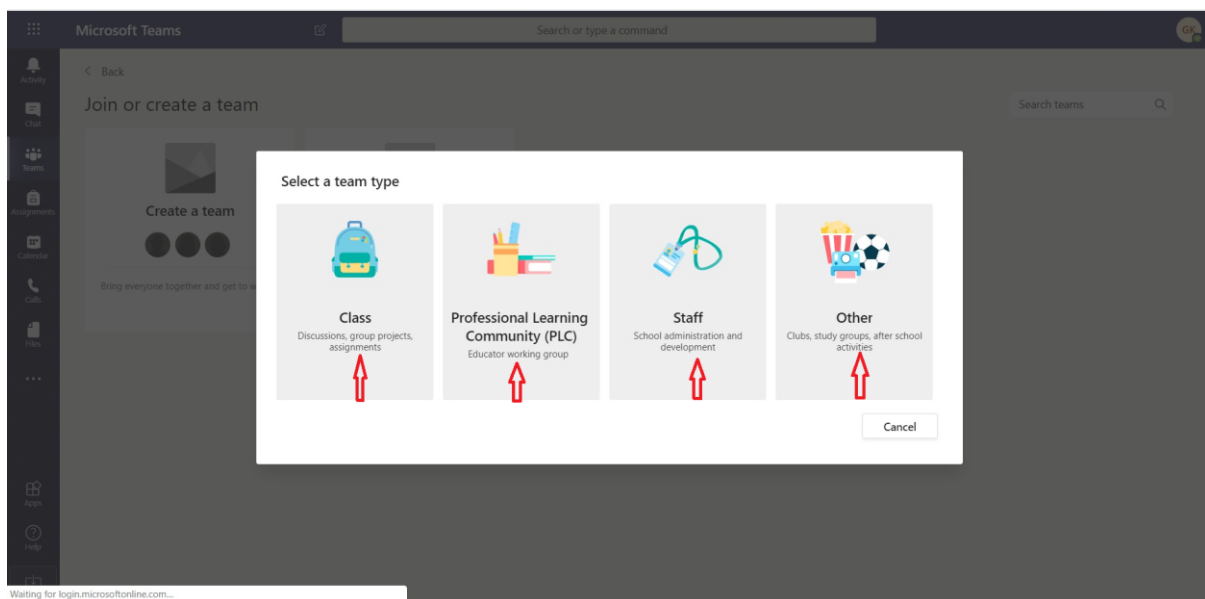 Microsoft Teams
Search or type a command
GK
Activity
Chat
Teams
Assignments
Calendar
Calls
Files
Apps
Help
< Back
Join or create a team
Search teams
Create a team
Bring everyone together and get to
Select a team type
Class
Discussions, group projects,
assignments
Professional Learning
Community (PLC)
Educator working group
Staff
School administration and
development
Other
Clubs, study groups, after school
activities
Cancel
Waiting for login.microsoftonline.com...